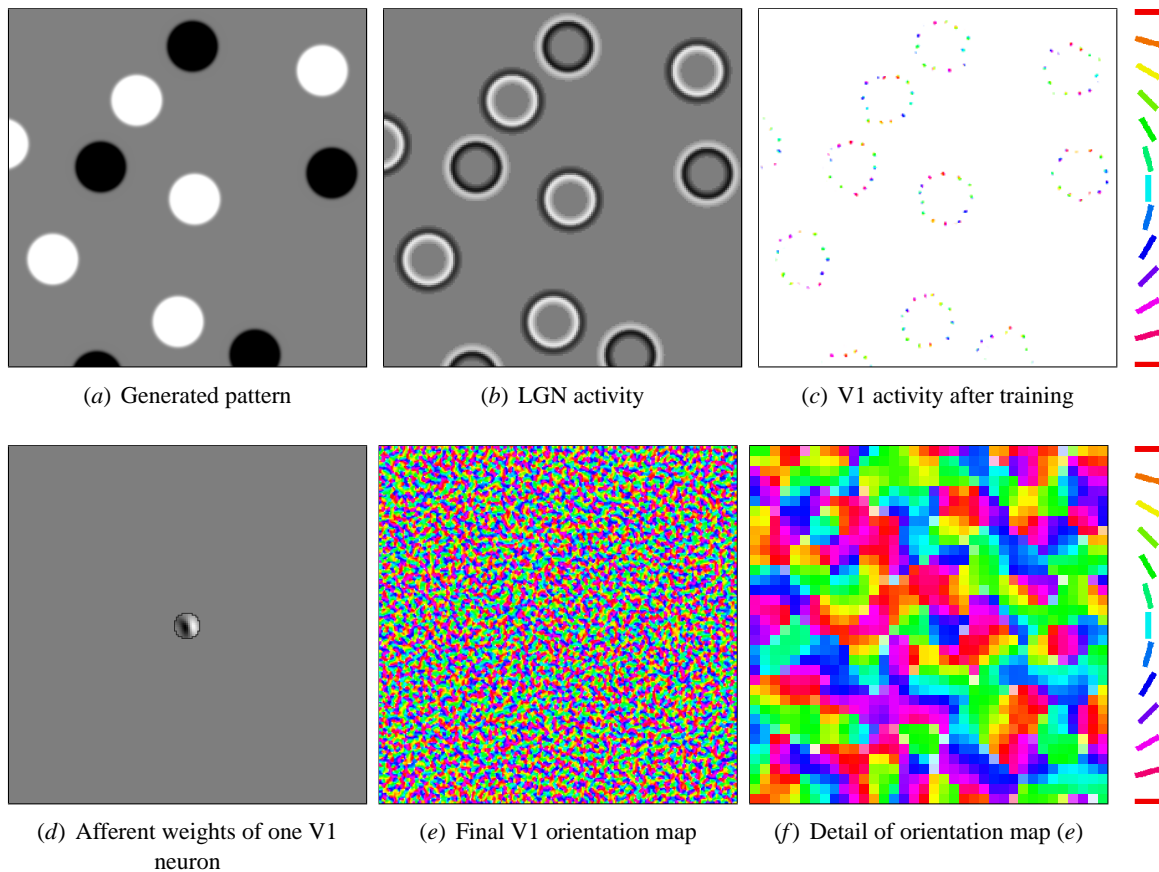 (a) Generated pattern
(b) LGN activity
(c) V1 activity after training
(d) Afferent weights of one V1
neuron
(e) Final V1 orientation map
(f) Detail of orientation map (e)